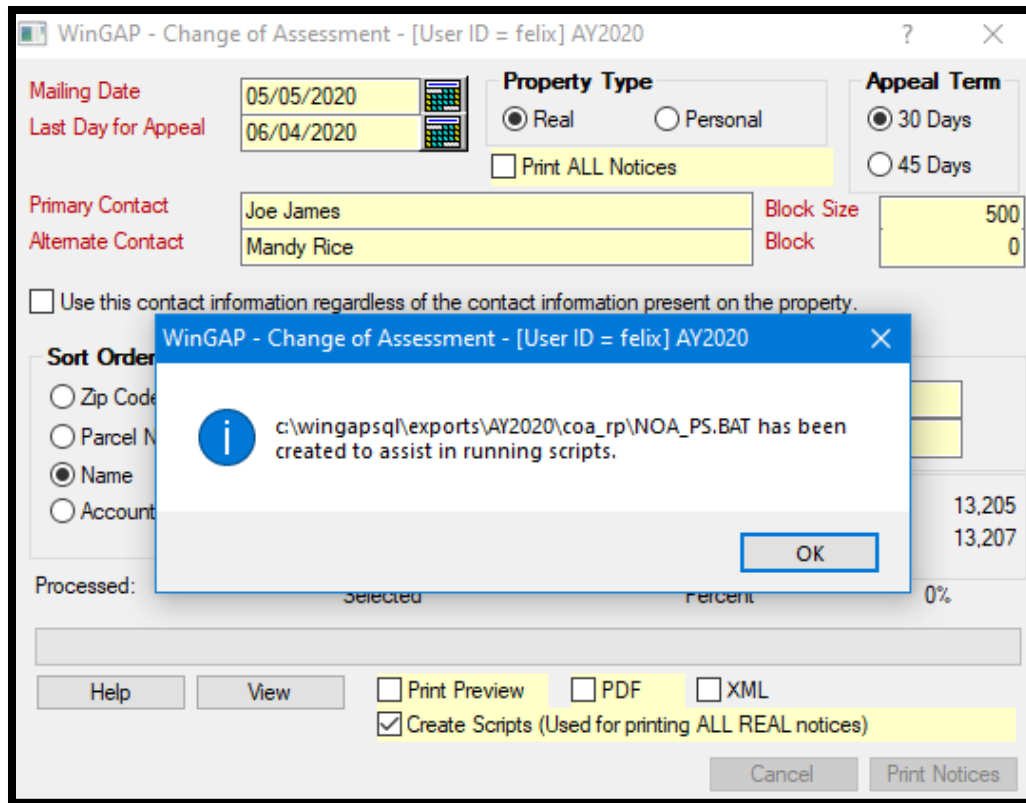 WinGAP - Change of Assessment - [User ID = felix] AY2020
Mailing Date 05/05/2020 Property Type Appeal Term
Last Day for Appeal 06/04/2020 Real Personal 30 Days
Print ALL Notices 45 Days
Primary Contact Joe James Block Size 500
Alternate Contact Mandy Rice Block 0
Use this contact information regardless of the contact information present on the property.
WinGAP - Change of Assessment - [User ID = felix] AY2020
Sort Order
Zip Code
Parcel N
Name
Account
c:\wingapsql\exports\AY2020\coa_rp\NOA_PS.BAT has been
created to assist in running scripts.
OK
13,205
13,207
Processed: Selected Percent 0%
Help View Print Preview PDF XML
Create Scripts (Used for printing ALL REAL notices)
Cancel Print Notices